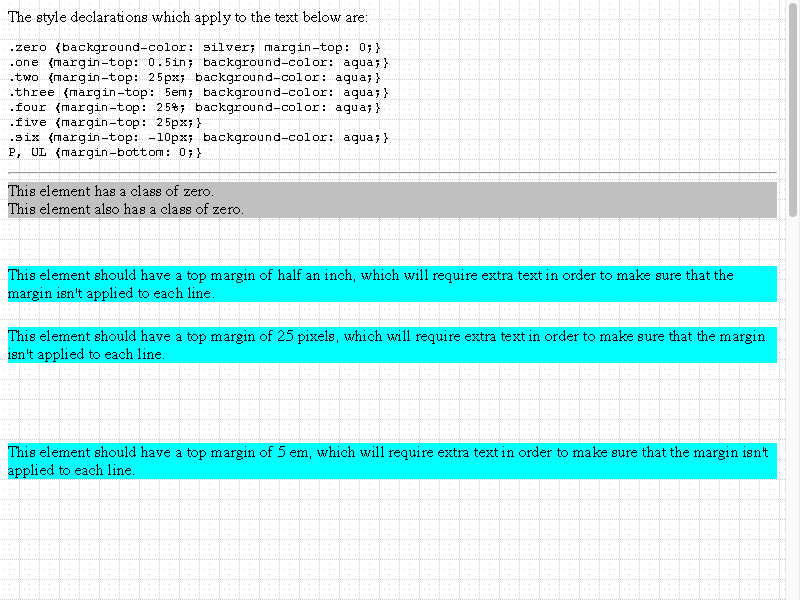 The style declarations which apply to the text below are:
.zero {background-color: silver; margin-top: 0;}
.one {margin-top: 0.5in; background-color: aqua;}
.two {margin-top: 25px; background-color: aqua;}
.three {margin-top: 5em; background-color: aqua;}
.four {margin-top: 25%; background-color: aqua;}
.five {margin-top: 25px;}
.six {margin-top: -10px; background-color: aqua;}
P, UL {margin-bottom: 0;}
This element has a class of zero.
This element also has a class of zero.
This element should have a top margin of half an inch, which will require extra text in order to make sure that the
margin isn't applied to each line.
This element should have a top margin of 25 pixels, which will require extra text in order to make sure that the margin
isn't applied to each line.
This element should have a top margin of 5 em, which will require extra text in order to make sure that the margin isn't
applied to each line.